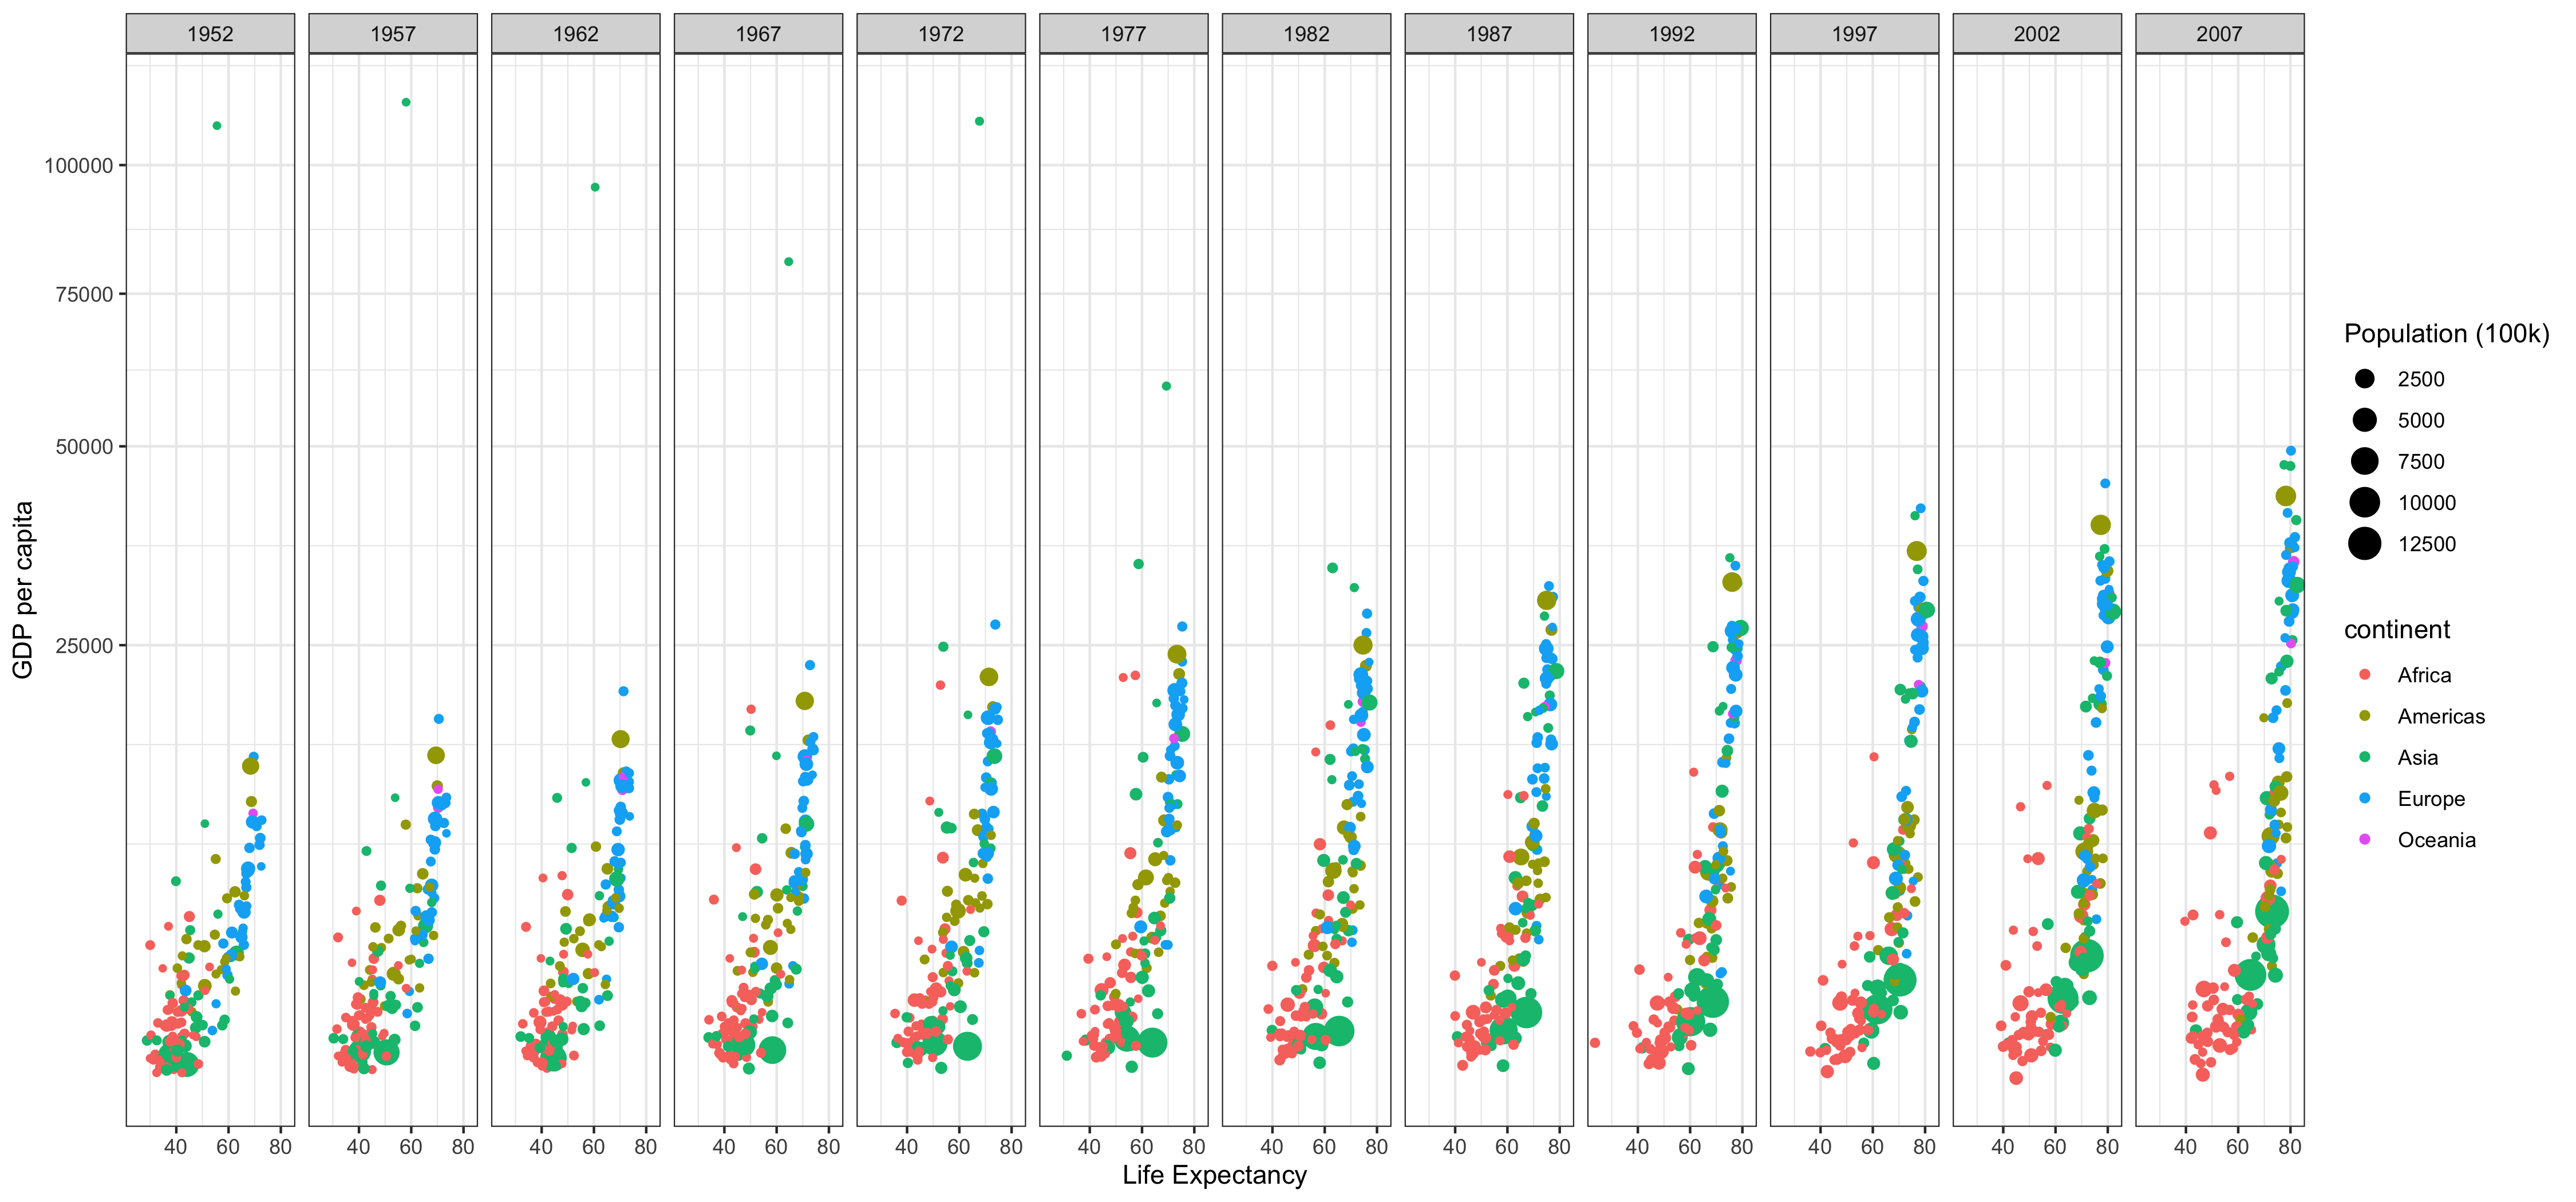 1952 1957 1962 1967 1972 1977 1982 1987 1992 1997 2002 2007
100000
75000
50000
25000
GDP per capita
40 60 80 40 60 80 40 60 80 40 60 80 40 60 80 40 60 80 40 60 80 40 60 80 40 60 80 40 60 80 40 60 80 40 60 80
Life Expectancy
Population (100k)
2500
5000
7500
10000
12500
continent
Africa
Americas
Asia
Europe
Oceania